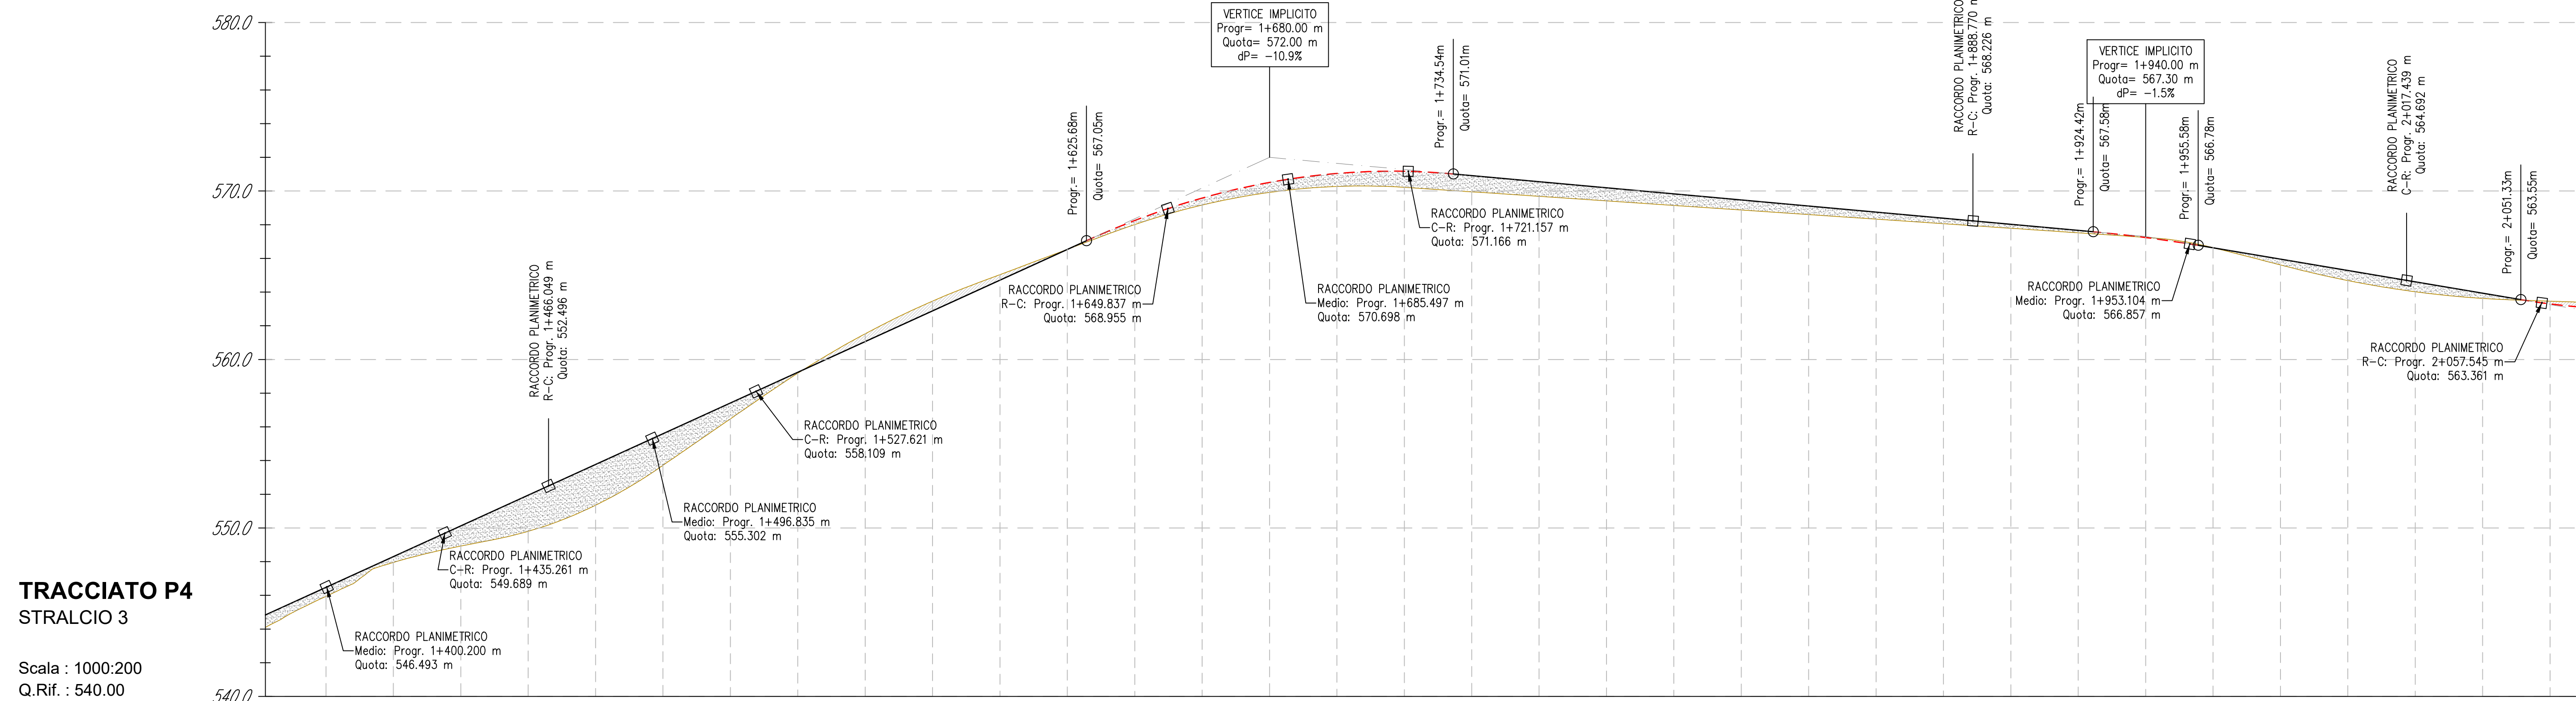 580.0
570.0
560.0
550.0
540.0
TRACCIATO P4
STRALCIO 3
Scala : 1000:200
Q.Rif. : 540.00
RACCORDO PLANIMETRICO
Medio: Progr. 1+400.200 m
Quota: 546.493 m
RACCORDO PLANIMETRICO
C-R: Progr. 1+435.261 m
Quota: 549.689 m
RACCORDO PLANIMETRICO
R-C: Progr. 1+466.049 m
Quota: 552.496 m
RACCORDO PLANIMETRICO
Medio: Progr. 1+496.835 m
Quota: 555.302 m
RACCORDO PLANIMETRICO
C-R: Progr. 1+527.621 m
Quota: 558.109 m
Progr.= 1+625.68m
Quota= 567.05m
RACCORDO PLANIMETRICO
R-C: Progr. 1+649.837 m
Quota: 568.955 m
VERTICE IMPLICITO
Progr= 1+680.00 m
Quota= 572.00 m
dP= -10.9%
RACCORDO PLANIMETRICO
Medio: Progr. 1+685.497 m
Quota: 570.698 m
RACCORDO PLANIMETRICO
C-R: Progr. 1+721.157 m
Quota: 571.166 m
Progr.= 1+734.54m
Quota= 571.01m
RACCORDO PLANIMETRICO
R-C: Progr. 1+888.770 m
Quota: 568.226 m
Progr.= 1+924.42m
Quota= 567.58m
VERTICE IMPLICITO
Progr= 1+940.00 m
Quota= 567.30 m
dP= -1.5%
RACCORDO PLANIMETRICO
Medio: Progr. 1+953.104 m
Quota: 566.857 m
Progr.= 1+955.58m
Quota= 566.78m
RACCORDO PLANIMETRICO
C-R: Progr. 2+017.439 m
Quota: 564.692 m
Progr.= 2+051.33m
Quota= 563.55m
RACCORDO PLANIMETRICO
R-C: Progr. 2+057.545 m
Quota: 563.361 m